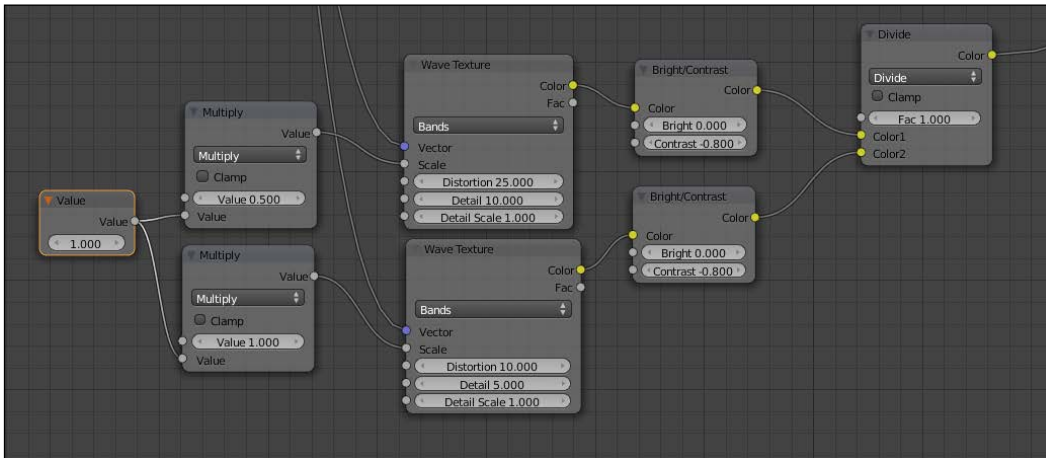 Value
Value
1.000
Multiply
Value
Multiply
Clamp
Value 0.500
Value
Multiply
Value
Multiply
Clamp
Value 1.000
Value
Wave Texture
Color
Fac
Bands
Vector
Scale
Distortion 25.000
Detail 10.000
Detail Scale 1.000
Wave Texture
Color
Fac
Bands
Vector
Scale
Distortion 10.000
Detail 5.000
Detail Scale 1.000
Bright/Contrast
Color
Color
Bright 0.000
Contrast -0.800
Bright/Contrast
Color
Color
Bright 0.000
Contrast -0.800
Divide
Color
Divide
Clamp
Fac 1.000
Color1
Color2